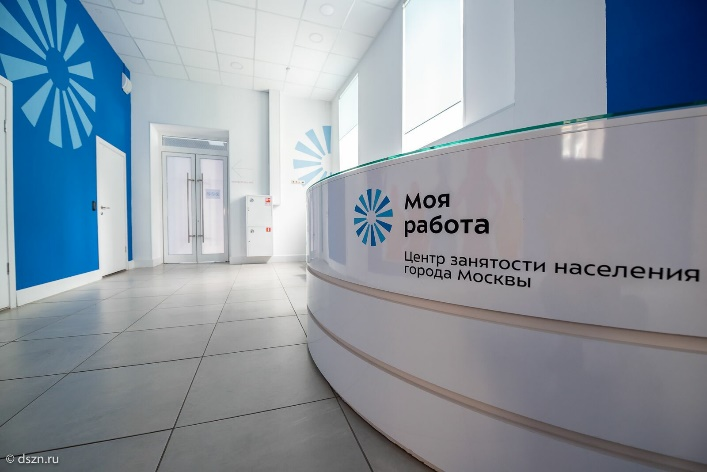 Моя
работа
Центр занятости населения
города Москвы
© dszn.ru